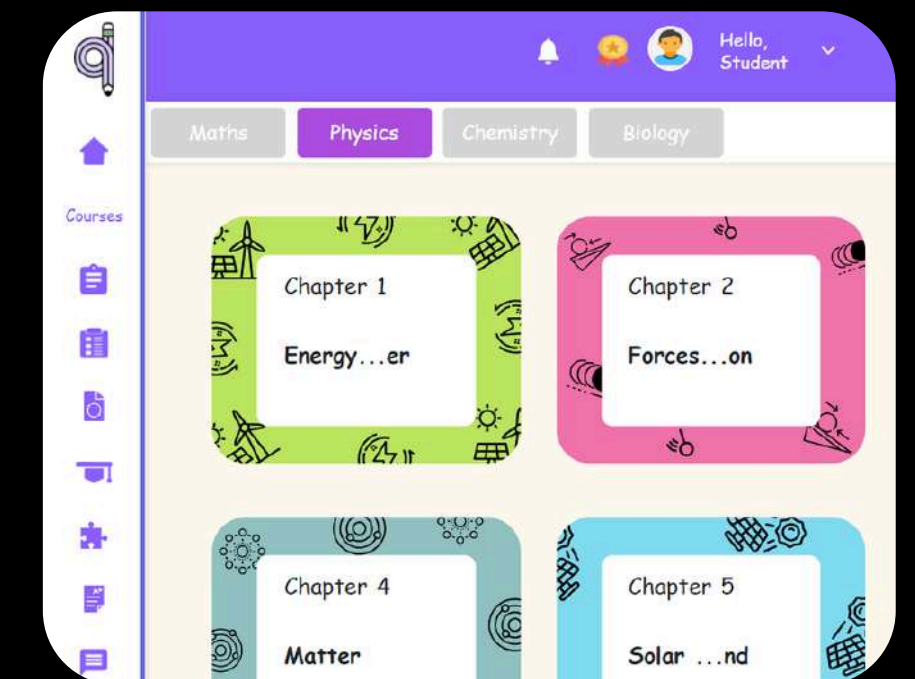 Hello,
Student
Maths Physics Chemistry Biology
Courses
Chapter 1
Energy...er
Chapter 2
Forces...on
Chapter 4
Matter
Chapter 5
Solar ...nd